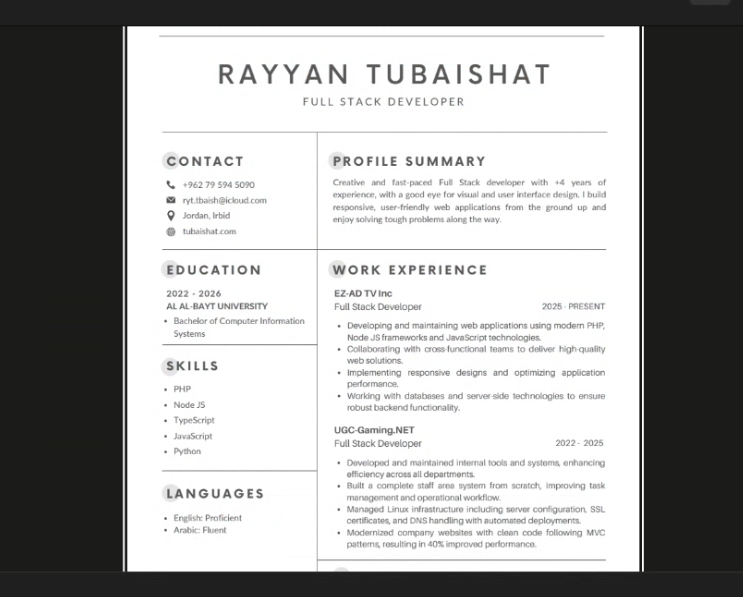 RAYYAN TUBAISHAT
FULL STACK DEVELOPER
CONTACT
+962 79 594 5090
ryt.tbaish@icloud.com
Jordan, Irbid
tubaishat.com
EDUCATION
2022 - 2026
AL AL-BAYT UNIVERSITY
• Bachelor of Computer Information
Systems
SKILLS
• PHP
• Node JS
• TypeScript
• JavaScript
• Python
LANGUAGES
• English: Proficient
• Arabic: Fluent
PROFILE SUMMARY
Creative and fast-paced Full Stack developer with +4 years of
experience, with a good eye for visual and user interface design. I build
responsive, user-friendly web applications from the ground up and
enjoy solving tough problems along the way.
WORK EXPERIENCE
EZ-AD TV Inc
Full Stack Developer 2025 - PRESENT
• Developing and maintaining web applications using modern PHP,
Node JS frameworks and JavaScript technologies.
• Collaborating with cross-functional teams to deliver high-quality
web solutions.
• Implementing responsive designs and optimizing application
performance.
• Working with databases and server-side technologies to ensure
robust backend functionality.
UGC-Gaming.NET
Full Stack Developer 2022 - 2025
• Developed and maintained internal tools and systems, enhancing
efficiency across all departments.
• Built a complete staff area system from scratch, improving task
management and operational workflow.
• Managed Linux infrastructure including server configuration, SSL
certificates, and DNS handling with automated deployments.
• Modernized company websites with clean code following MVC
patterns, resulting in 40% improved performance.